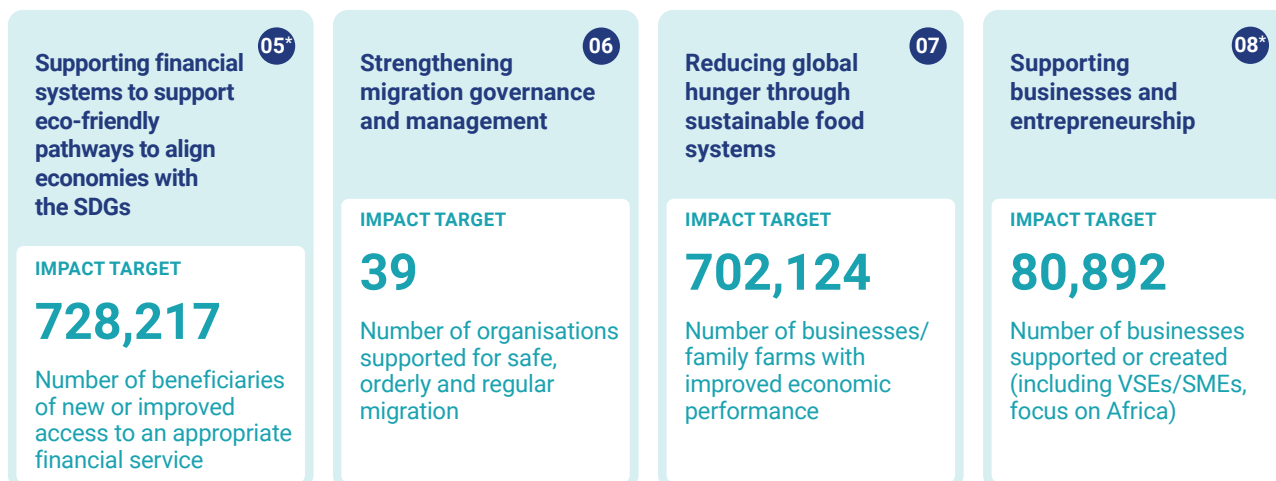 05*
Supporting financial
systems to support
eco-friendly
pathways to align
economies with
the SDGs
IMPACT TARGET
728,217
Number of beneficiaries
of new or improved
access to an appropriate
financial service
06
Strengthening
migration governance
and management
IMPACT TARGET
39
Number of organisations
supported for safe,
orderly and regular
migration
07
Reducing global
hunger through
sustainable food
systems
IMPACT TARGET
702,124
Number of businesses/
family farms with
improved economic
performance
08*
Supporting
businesses and
entrepreneurship
IMPACT TARGET
80,892
Number of businesses
supported or created
(including VSEs/SMEs,
focus on Africa)